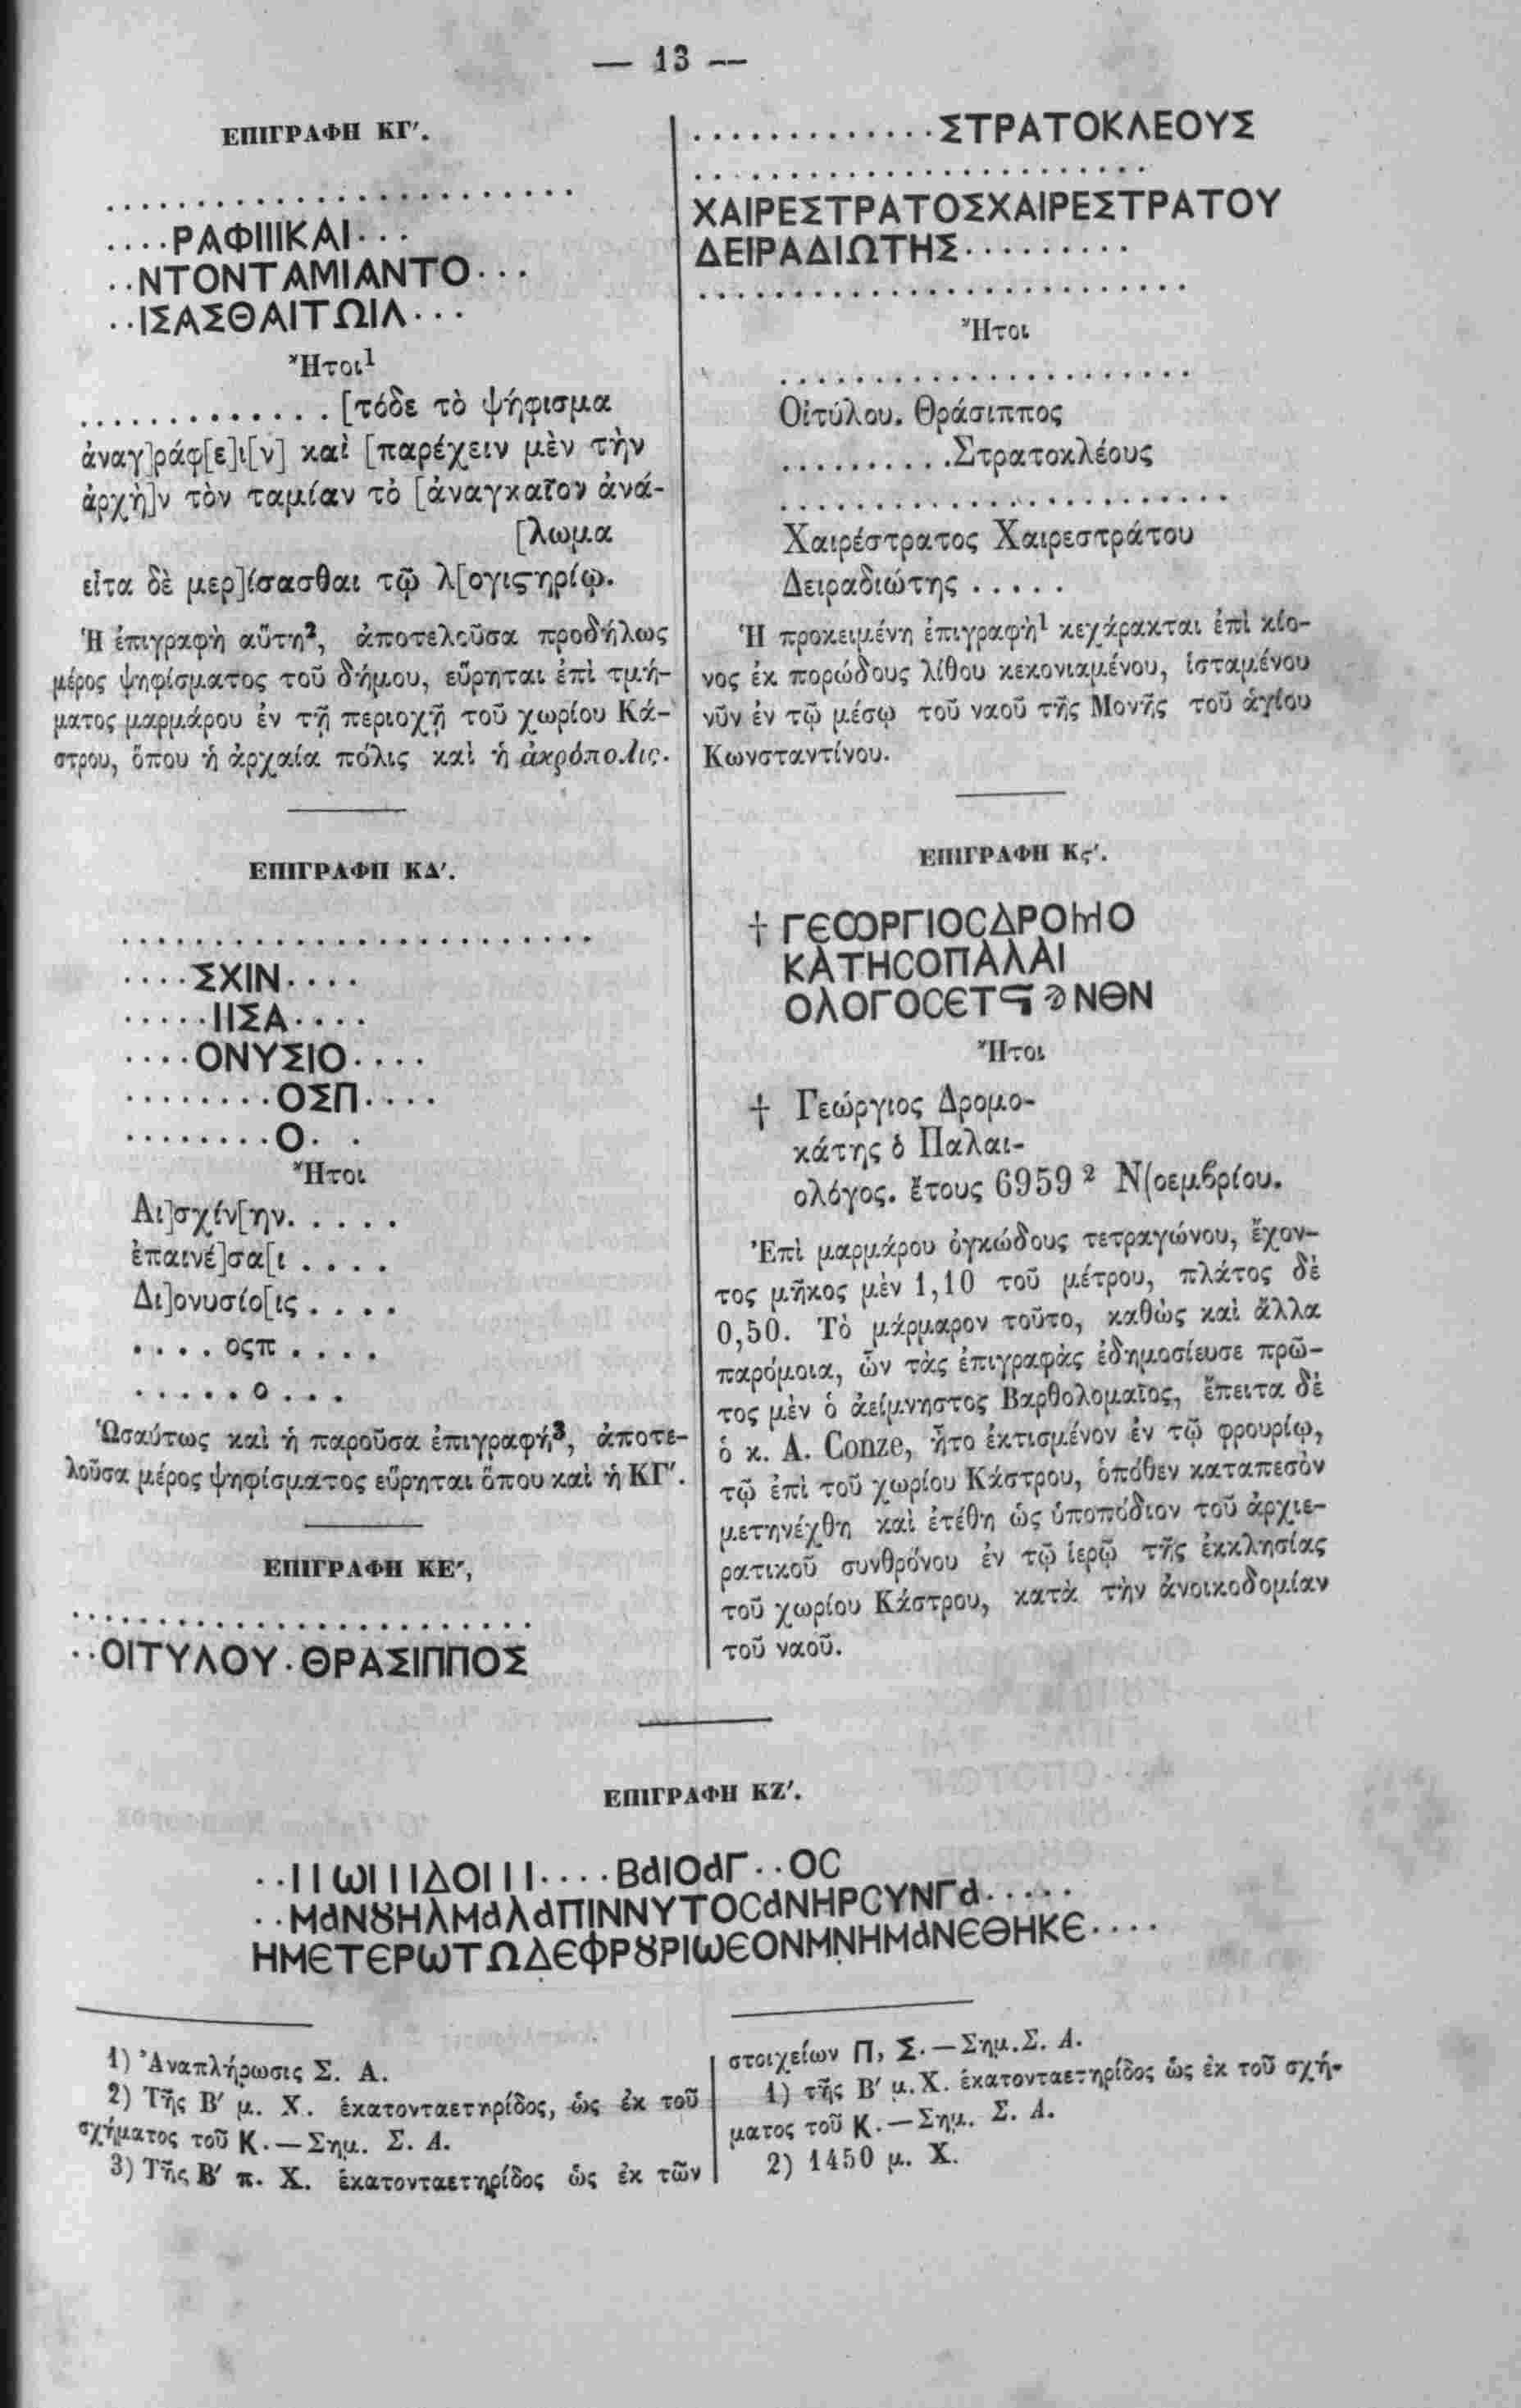 — 13 —
ΕΠΙΓΡΑΦΗ ΚΓ′.
. . . . . . . . . . . . . . . . . . . . . . . . .
. . . . ΡΑΦΙΙΙΚΑΙ . . .
. . ΝΤΟΝΤΑΜΙΑΝΤΟ . . .
. . ΙΣΑΣΘΑΙΤΩΙΛ . . .
Ἤτοι¹
. . . . . . . . . . . . . [τόδε τὸ ψήφισμα
ἀναγ]ράφ[ε]ι[ν] καὶ [παρέχειν μὲν τὴν
ἀρχὴ]ν τὸν ταμίαν τὸ [ἀναγκαῖον ἀνά-
[λωμα
εἶτα δὲ μερ]ίσασθαι τῷ λ[ογιςηρίῳ.
Ἡ ἐπιγραφὴ αὕτη², ἀποτελοῦσα προδήλως
μέρος ψηφίσματος τοῦ δήμου, εὕρηται ἐπὶ τμή-
ματος μαρμάρου ἐν τῇ περιοχῇ τοῦ χωρίου Κά-
στρου, ὅπου ἡ ἀρχαία πόλις καὶ ἡ ἀκρόπολις.
ΕΠΙΓΡΑΦΗ ΚΔ′.
. . . . . . . . . . . . . . . . . . . . . . . . .
. . . . ΣΧΙΝ . . . .
. . . . . ΙΙΣΑ . . . .
. . . . ΟΝΥΣΙΟ . . . .
. . . . . . . . ΟΣΠ . . . .
. . . . . . . . Ο . .
Ἤτοι
Αι]σχίν[ην. . . . . .
ἐπαινέ]σα[ι . . . .
Δι]ονυσίο[ις . . . .
. . . . οςπ . . . .
. . . . . ο . . .
Ὡσαύτως καὶ ἡ παροῦσα ἐπιγραφή³, ἀποτε-
λοῦσα μέρος ψηφίσματος εὕρηται ὅπου καὶ ἡ ΚΓ′.
ΕΠΙΓΡΑΦΗ ΚΕ′,
. . . . . . . . . . . . . . . . . . . . . . . .
. . ΟΙΤΥΛΟΥ . ΘΡΑΣΙΠΠΟΣ
. . . . . . . . . . . . . ΣΤΡΑΤΟΚΛΕΟΥΣ
. . . . . . . . . . . . . . . . . . . . . . . .
ΧΑΙΡΕΣΤΡΑΤΟΣΧΑΙΡΕΣΤΡΑΤΟΥ
ΔΕΙΡΑΔΙΩΤΗΣ . . . . . . . . .
. . . . . . . . . . . . . . . . . . . . . . . . . .
Ἤτοι
. . . . . . . . . . . . . . . . . . . . . .
Οἰτύλου. Θράσιππος
. . . . . . . . . .Στρατοκλέους
. . . . . . . . . . . . . . . . . . . . . . . .
Χαιρέστρατος Χαιρεστράτου
Δειραδιώτης . . . . .
Ἡ προκειμένη ἐπιγραφὴ¹ κεχάρακται ἐπὶ κίο-
νος ἐκ πορώδους λίθου κεκονιαμένου, ἱσταμένου
νῦν ἐν τῷ μέσῳ τοῦ ναοῦ τῆς Μονῆς τοῦ ἁγίου
Κωνσταντίνου.
ΕΠΙΓΡΑΦΗ Κς′.
† ΓЄѠΡΓΙΟϹΔΡΟΜΟ
ΚΑΤΗϹΟΠΑΛΑΙ
ΟΛΟΓΟϹЄΤ ΝΘΝ
Ἤτοι
† Γεώργιος Δρομο-
κάτης ὁ Παλαι-
ολόγος. ἔτους 6959 ² Ν(οεμβρίου.
Ἐπὶ μαρμάρου ὀγκώδους τετραγώνου, ἔχον-
τος μῆκος μὲν 1,10 τοῦ μέτρου, πλάτος δὲ
0,50. Τὸ μάρμαρον τοῦτο, καθὼς καὶ ἄλλα
παρόμοια, ὧν τὰς ἐπιγραφὰς ἐδημοσίευσε πρῶ-
τος μὲν ὁ ἀείμνηστος Βαρθολομαῖος, ἔπειτα δὲ
ὁ κ. A. Conze, ἦτο ἐκτισμένον ἐν τῷ φρουρίῳ,
τῷ ἐπὶ τοῦ χωρίου Κάστρου, ὁπόθεν καταπεσὸν
μετηνέχθη καὶ ἐτέθη ὡς ὑποπόδιον τοῦ ἀρχιε-
ρατικοῦ συνθρόνου ἐν τῷ ἱερῷ τῆς ἐκκλησίας
τοῦ χωρίου Κάστρου, κατὰ τὴν ἀνοικοδομίαν
τοῦ ναοῦ.
ΕΠΙΓΡΑΦΗ ΚΖ′.
. . Ι Ι ωΙ Ι ΙΔΟΙ Ι Ι . . . . ΒαΙΟαΓ . . ΟϹ
. . ΜαΝȣΗΛΜαΛαΠΙΝΝΥΤΟϹαΝΗΡϹΥΝΓα . . . . .
ΗΜЄΤЄΡωΤΩΔЄΦΡȣΡΙωЄΟΝΜΝΗΜαΝЄΘΗΚЄ . . . .
1) Ἀναπλήρωσις Σ. Α.
2) Τῆς Β′ μ. Χ. ἑκατονταετηρίδος, ὡς ἐκ τοῦ
σχήματος τοῦ Κ. — Σημ. Σ. Α.
3) Τῆς Β′ π. Χ. ἑκατονταετηρίδος ὡς ἐκ τῶν
στοιχείων Π, Σ. — Σημ. Σ. Α.
1) τῆς Β′ μ. Χ. ἑκατονταετηρίδος ὡς ἐκ τοῦ σχή-
ματος τοῦ Κ. — Σημ. Σ. Α.
2) 1450 μ. Χ.